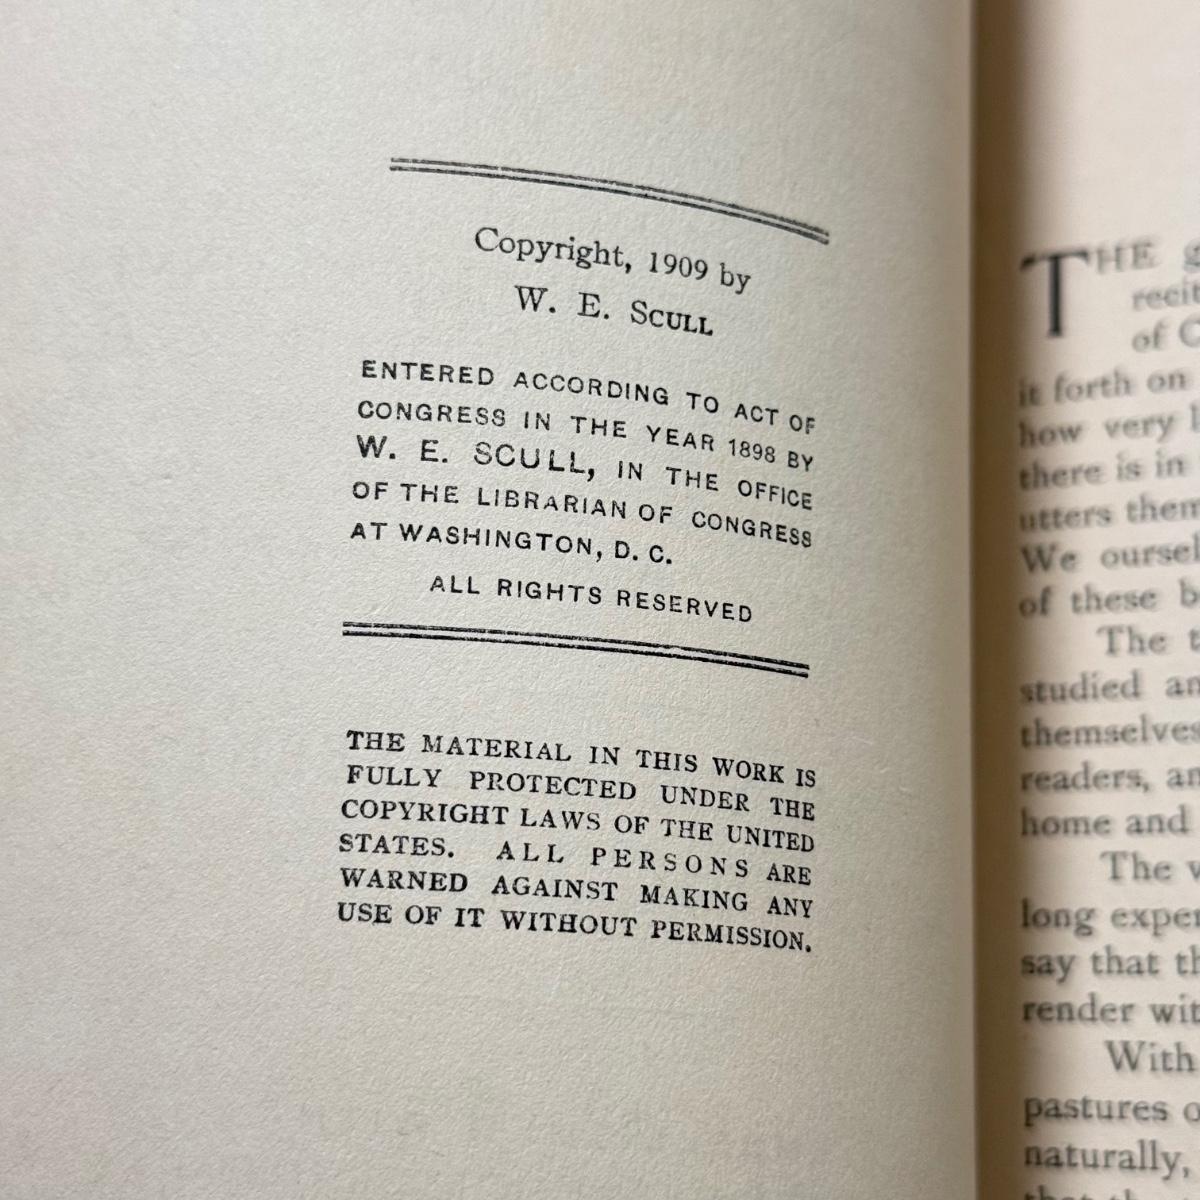 Copyright, 1909 by
W. E. SCULL
ENTERED ACCORDING TO ACT OF
CONGRESS IN THE YEAR 1898 BY
W. E. SCULL, IN THE OFFICE
OF THE LIBRARIAN OF CONGRESS
AT WASHINGTON, D. C.
ALL RIGHTS RESERVED
THE MATERIAL IN THIS WORK IS
FULLY PROTECTED UNDER THE
COPYRIGHT LAWS OF THE UNITED
STATES. ALL PERSONS ARE
WARNED AGAINST MAKING ANY
USE OF IT WITHOUT PERMISSION.
THE
of
it forth on
how very
there is in
utters them
We
of these
The
studied
themselves
readers,
home and
The
long
say that
render
With
pastures
naturally,